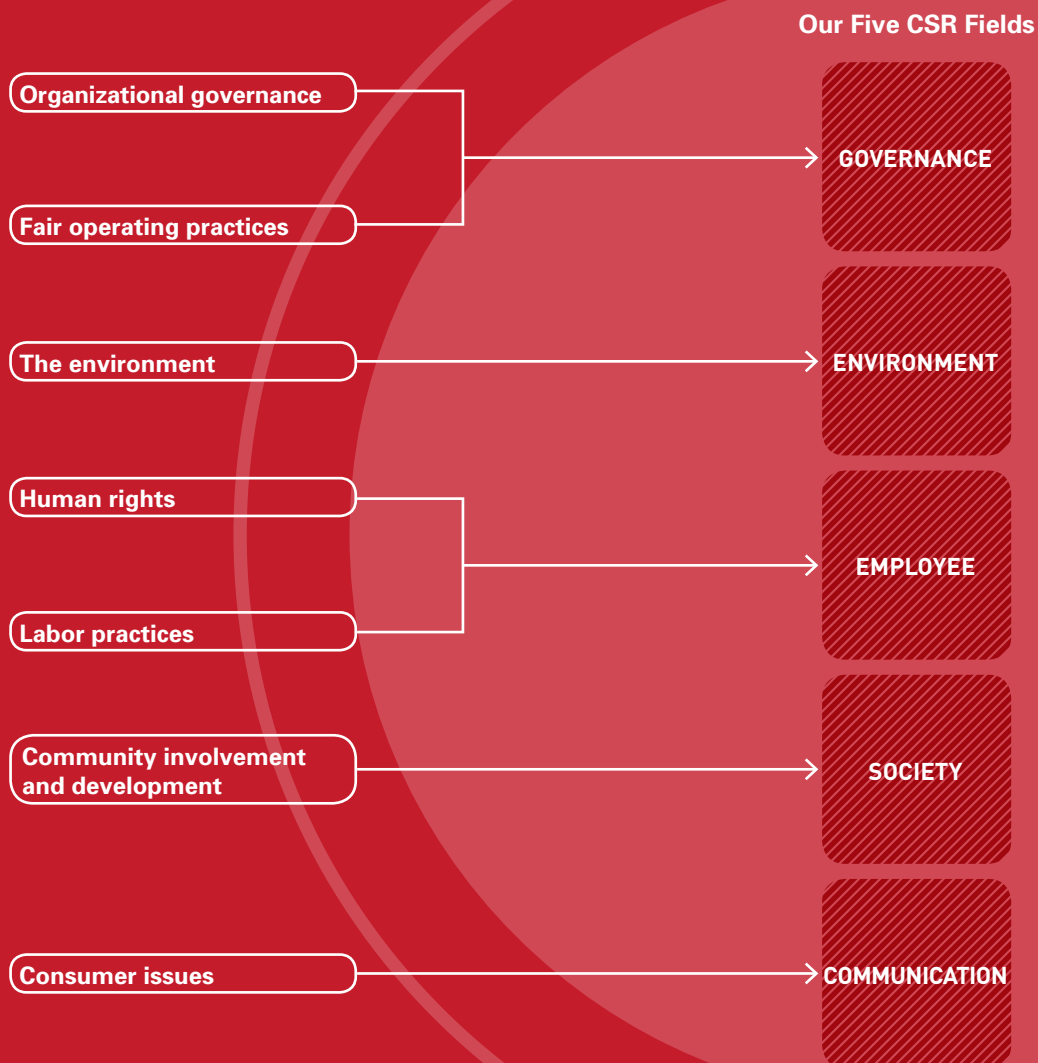 Our Five CSR Fields
Organizational governance
Fair operating practices
GOVERNANCE
The environment
ENVIRONMENT
Human rights
Labor practices
EMPLOYEE
Community involvement
and development
SOCIETY
Consumer issues
COMMUNICATION